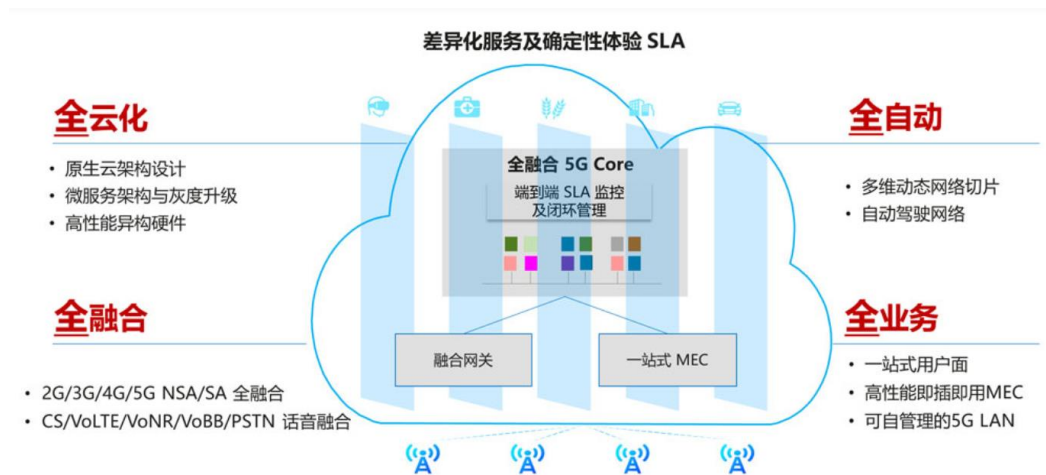 差异化服务及确定性体验 SLA
全云化
• 原生云架构设计
• 微服务架构与灰度升级
• 高性能异构硬件
全自动
• 多维动态网络切片
• 自动驾驶网络
全融合 5G Core
端到端 SLA 监控
及闭环管理
融合网关
一站式 MEC
全融合
• 2G/3G/4G/5G NSA/SA 全融合
• CS/VoLTE/VoNR/VoBB/PSTN 话音融合
全业务
• 一站式用户面
• 高性能即插即用MEC
• 可自管理的5G LAN